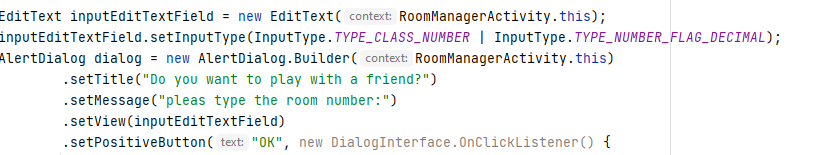 EditText inputEditTextField = new EditText( context: RoomManagerActivity.this);
inputEditTextField.setInputType(InputType.TYPE_CLASS_NUMBER | InputType.TYPE_NUMBER_FLAG_DECIMAL);
AlertDialog dialog = new AlertDialog.Builder( context: RoomManagerActivity.this)
.setTitle("Do you want to play with a friend?")
.setMessage("pleas type the room number:")
.setView(inputEditTextField)
.setPositiveButton( text: "OK", new DialogInterface.OnClickListener() {